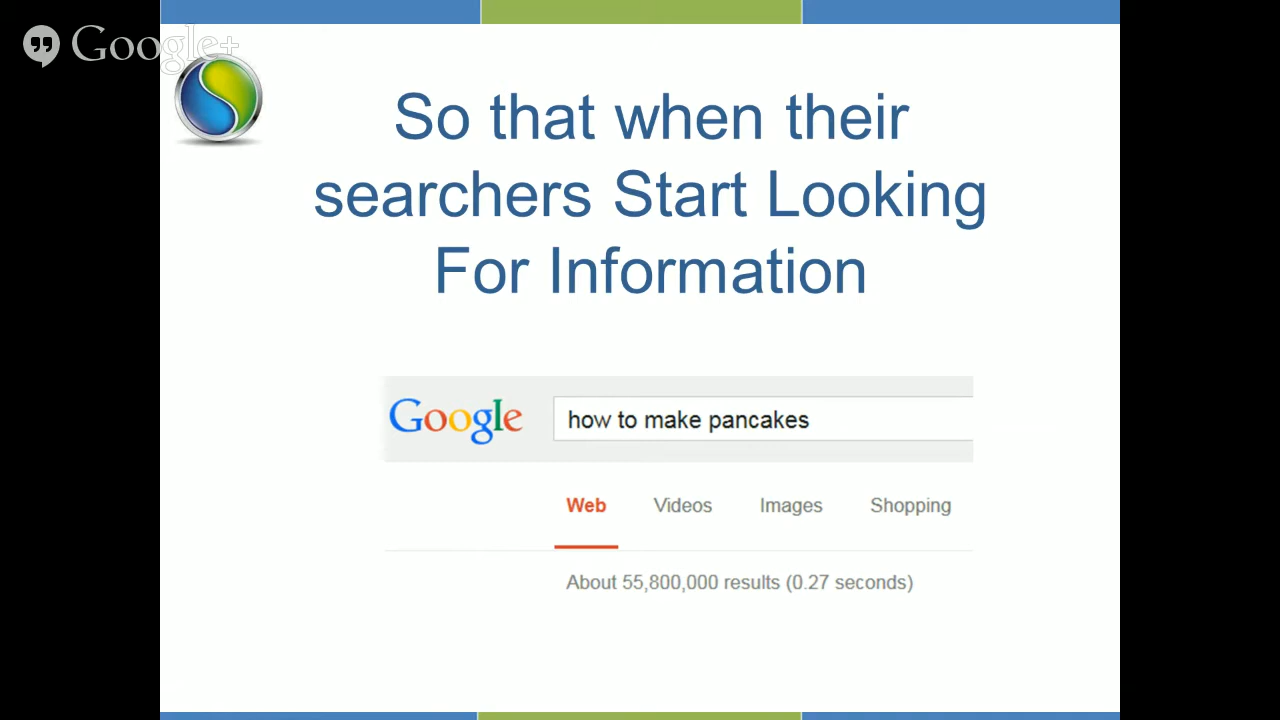 Google+
So that when their
searchers Start Looking
For Information
Google how to make pancakes
Web Videos Images Shopping
About 55,800,000 results (0.27 seconds)